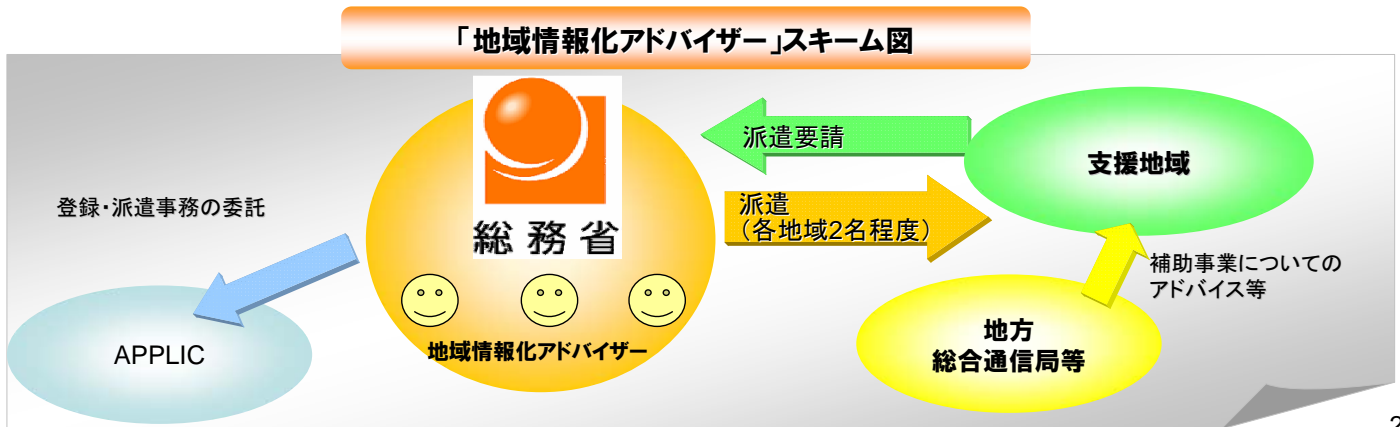 「地域情報化アドバイザー」スキーム図
派遣要請
支援地域
登録・派遣事務の委託
総務省
派遣
（各地域2名程度）
補助事業についての
アドバイス等
地方
総合通信局等
APPLIC
地域情報化アドバイザー
2